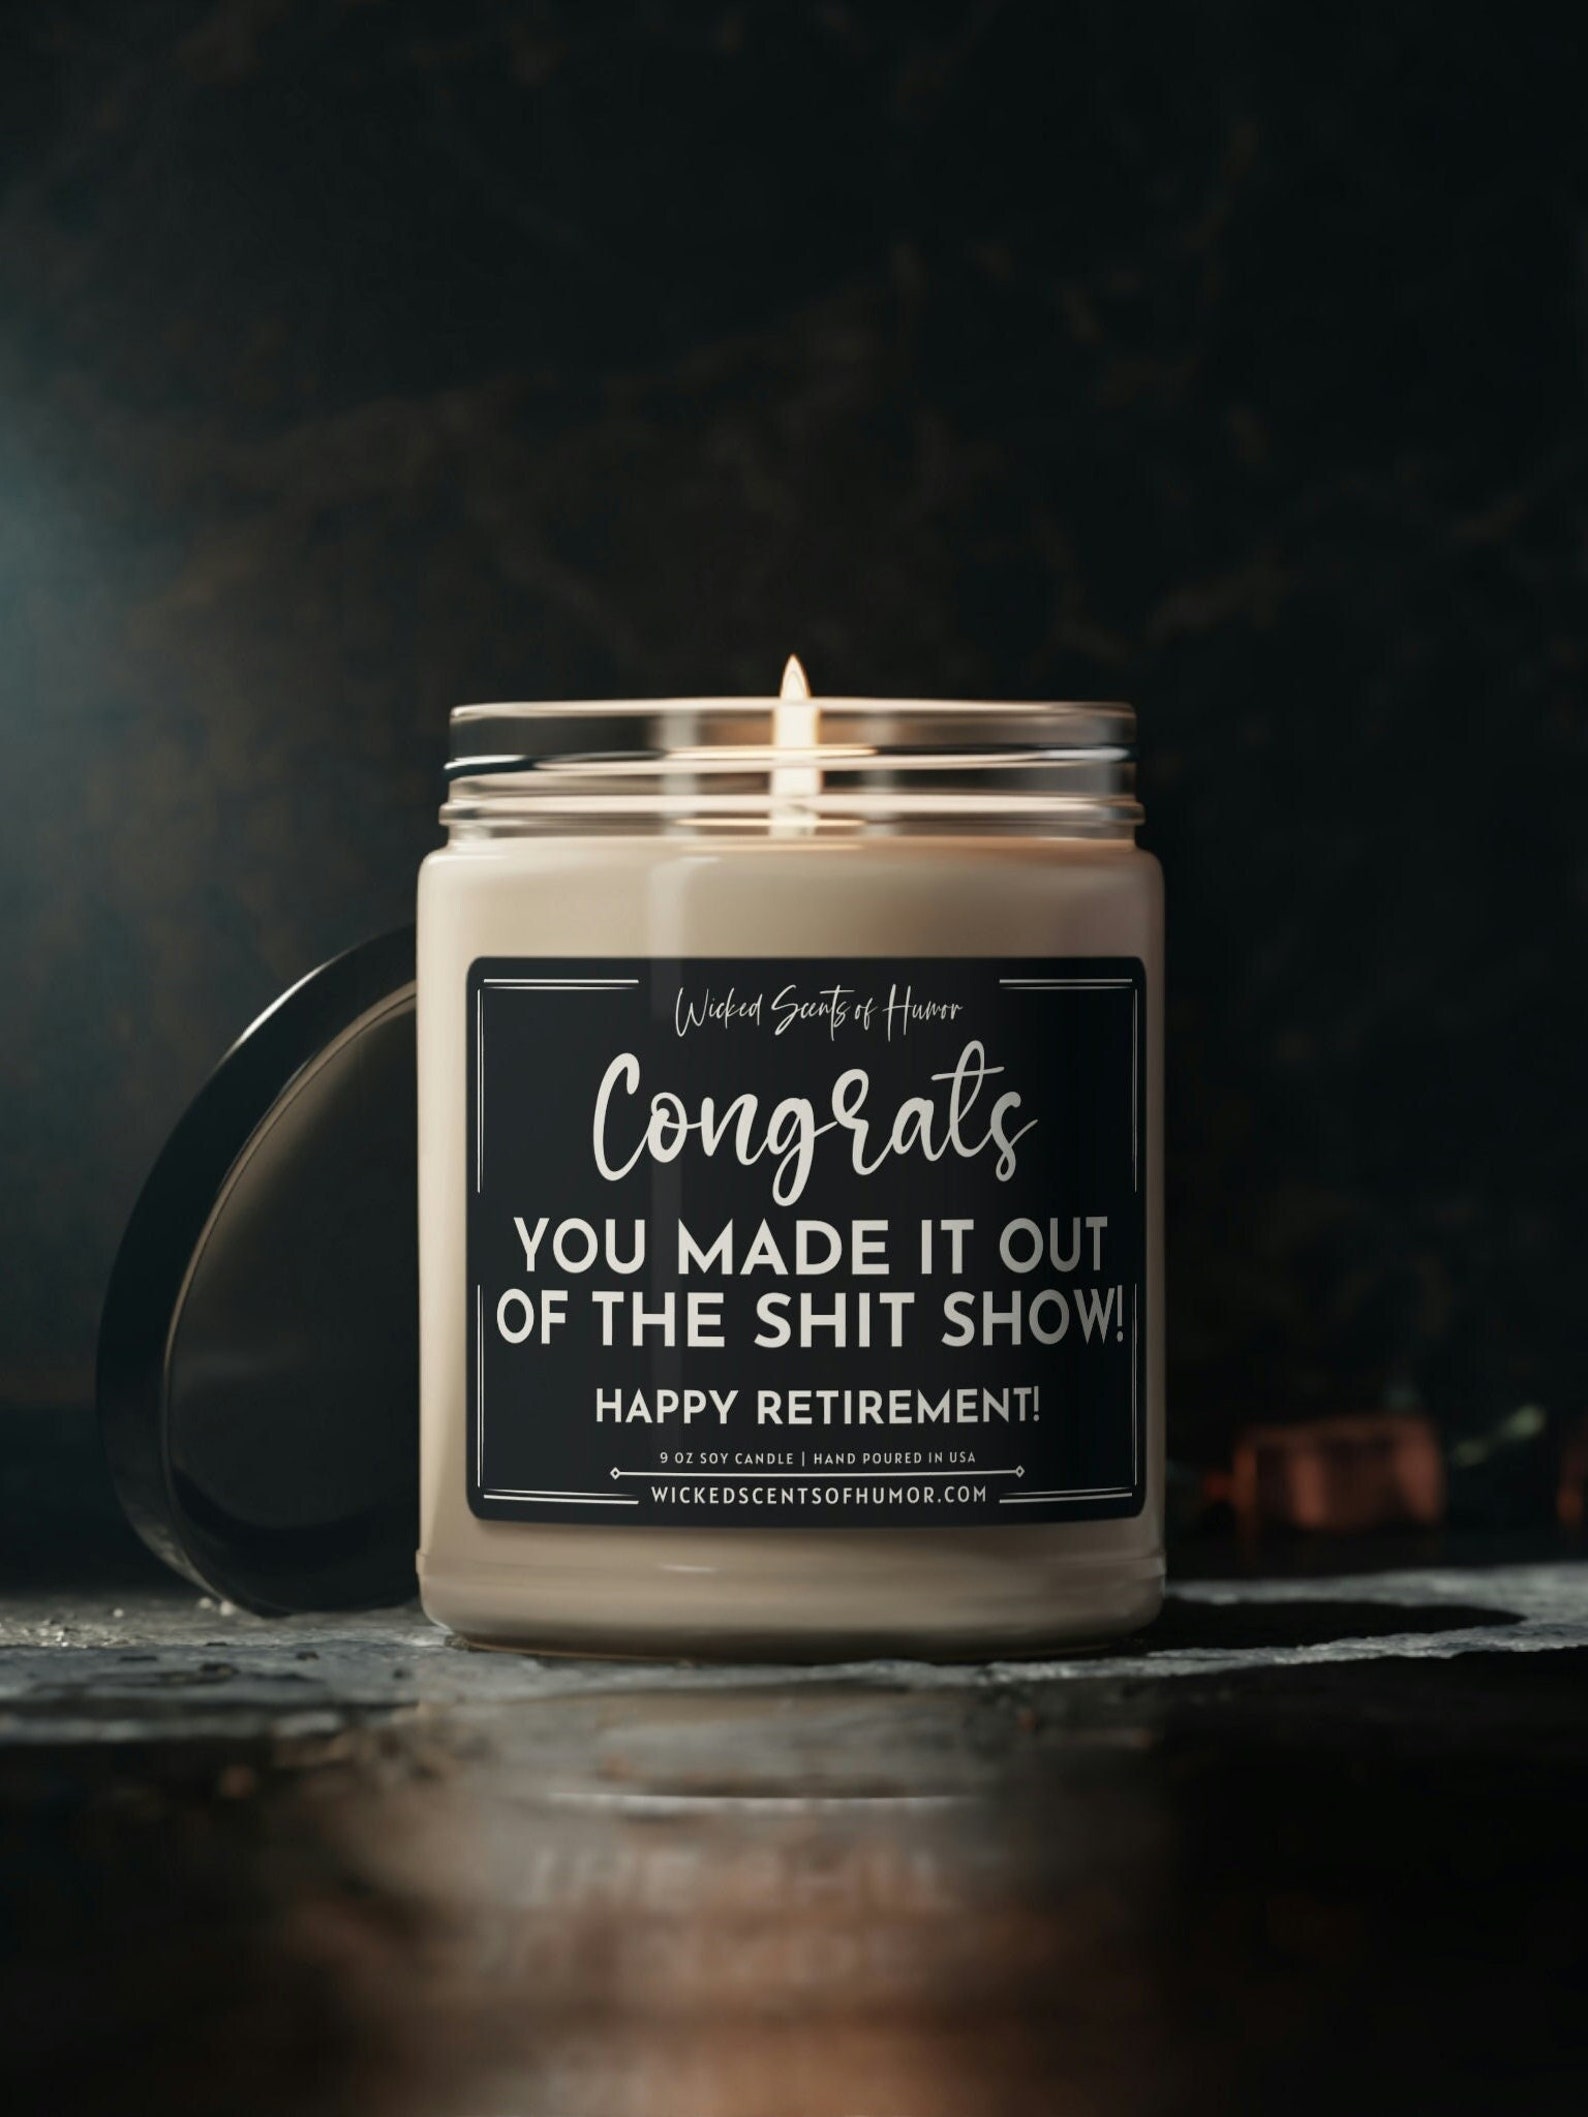 Wicked Scents of Humor
Congrats
YOU MADE IT OUT
OF THE SHIT SHOW!
HAPPY RETIREMENT!
9 OZ SOY CANDLE | HAND POURED IN USA
WICKEDSCENTSOFHUMOR.COM